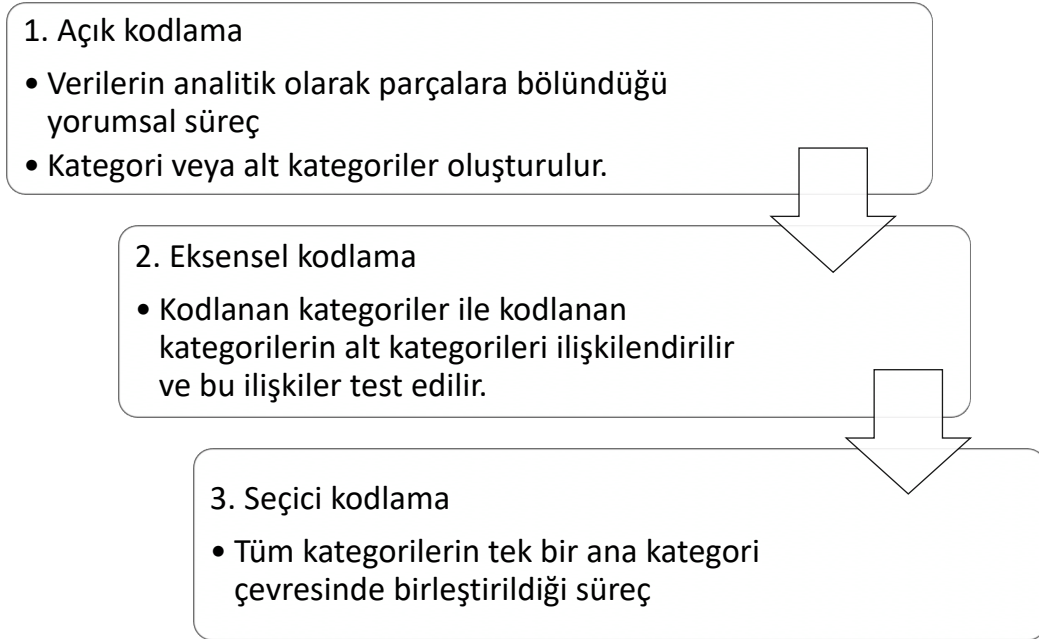 1. Açık kodlama
• Verilerin analitik olarak parçalara bölündüğü
yorumsal süreç
• Kategori veya alt kategoriler oluşturulur.
2. Eksensel kodlama
• Kodlanan kategoriler ile kodlanan
kategorilerin alt kategorileri ilişkilendirilir
ve bu ilişkiler test edilir.
3. Seçici kodlama
• Tüm kategorilerin tek bir ana kategori
çevresinde birleştirildiği süreç